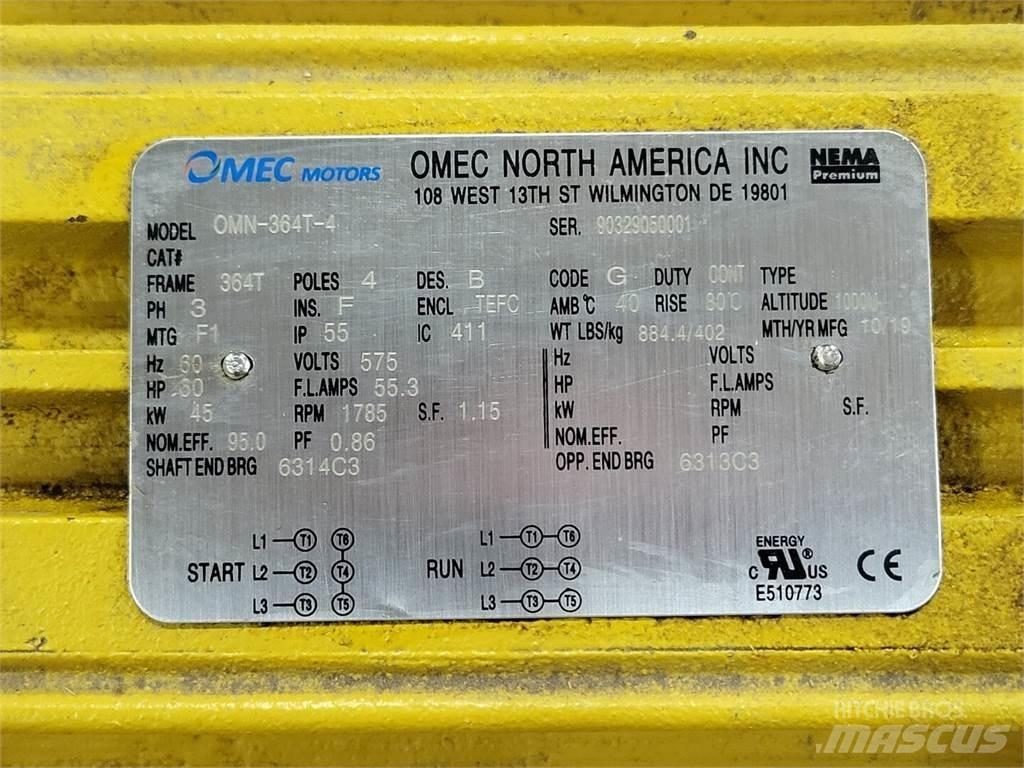 OMEC MOTORS OMEC NORTH AMERICA INC NEMA Premium
108 WEST 13TH ST WILMINGTON DE 19801
MODEL OMN-364T-4 SER. 90329050001
CAT#
FRAME 364T POLES 4 DES. B CODE G DUTY CONT TYPE
PH 3 INS. F ENCL TEFC AMB °C 40 RISE 80°C ALTITUDE 1000M
MTG F1 IP 55 IC 411 WT LBS/kg 884.4/402 MTH/YR MFG 10/19
Hz 60 VOLTS 575 Hz VOLTS
HP 60 F.L.AMPS 55.3 HP F.L.AMPS
kW 45 RPM 1785 S.F. 1.15 kW RPM S.F.
NOM.EFF. 95.0 PF 0.86 NOM.EFF. PF
SHAFT END BRG 6314C3 OPP. END BRG 6313C3
L1 T1 T6 L1 T1 T6 ENERGY
START L2 T2 T4 RUN L2 T2 T4 C RU ® US CE
L3 T3 T5 L3 T3 T5 E510773
RITCHIE BROS.
MASCUS